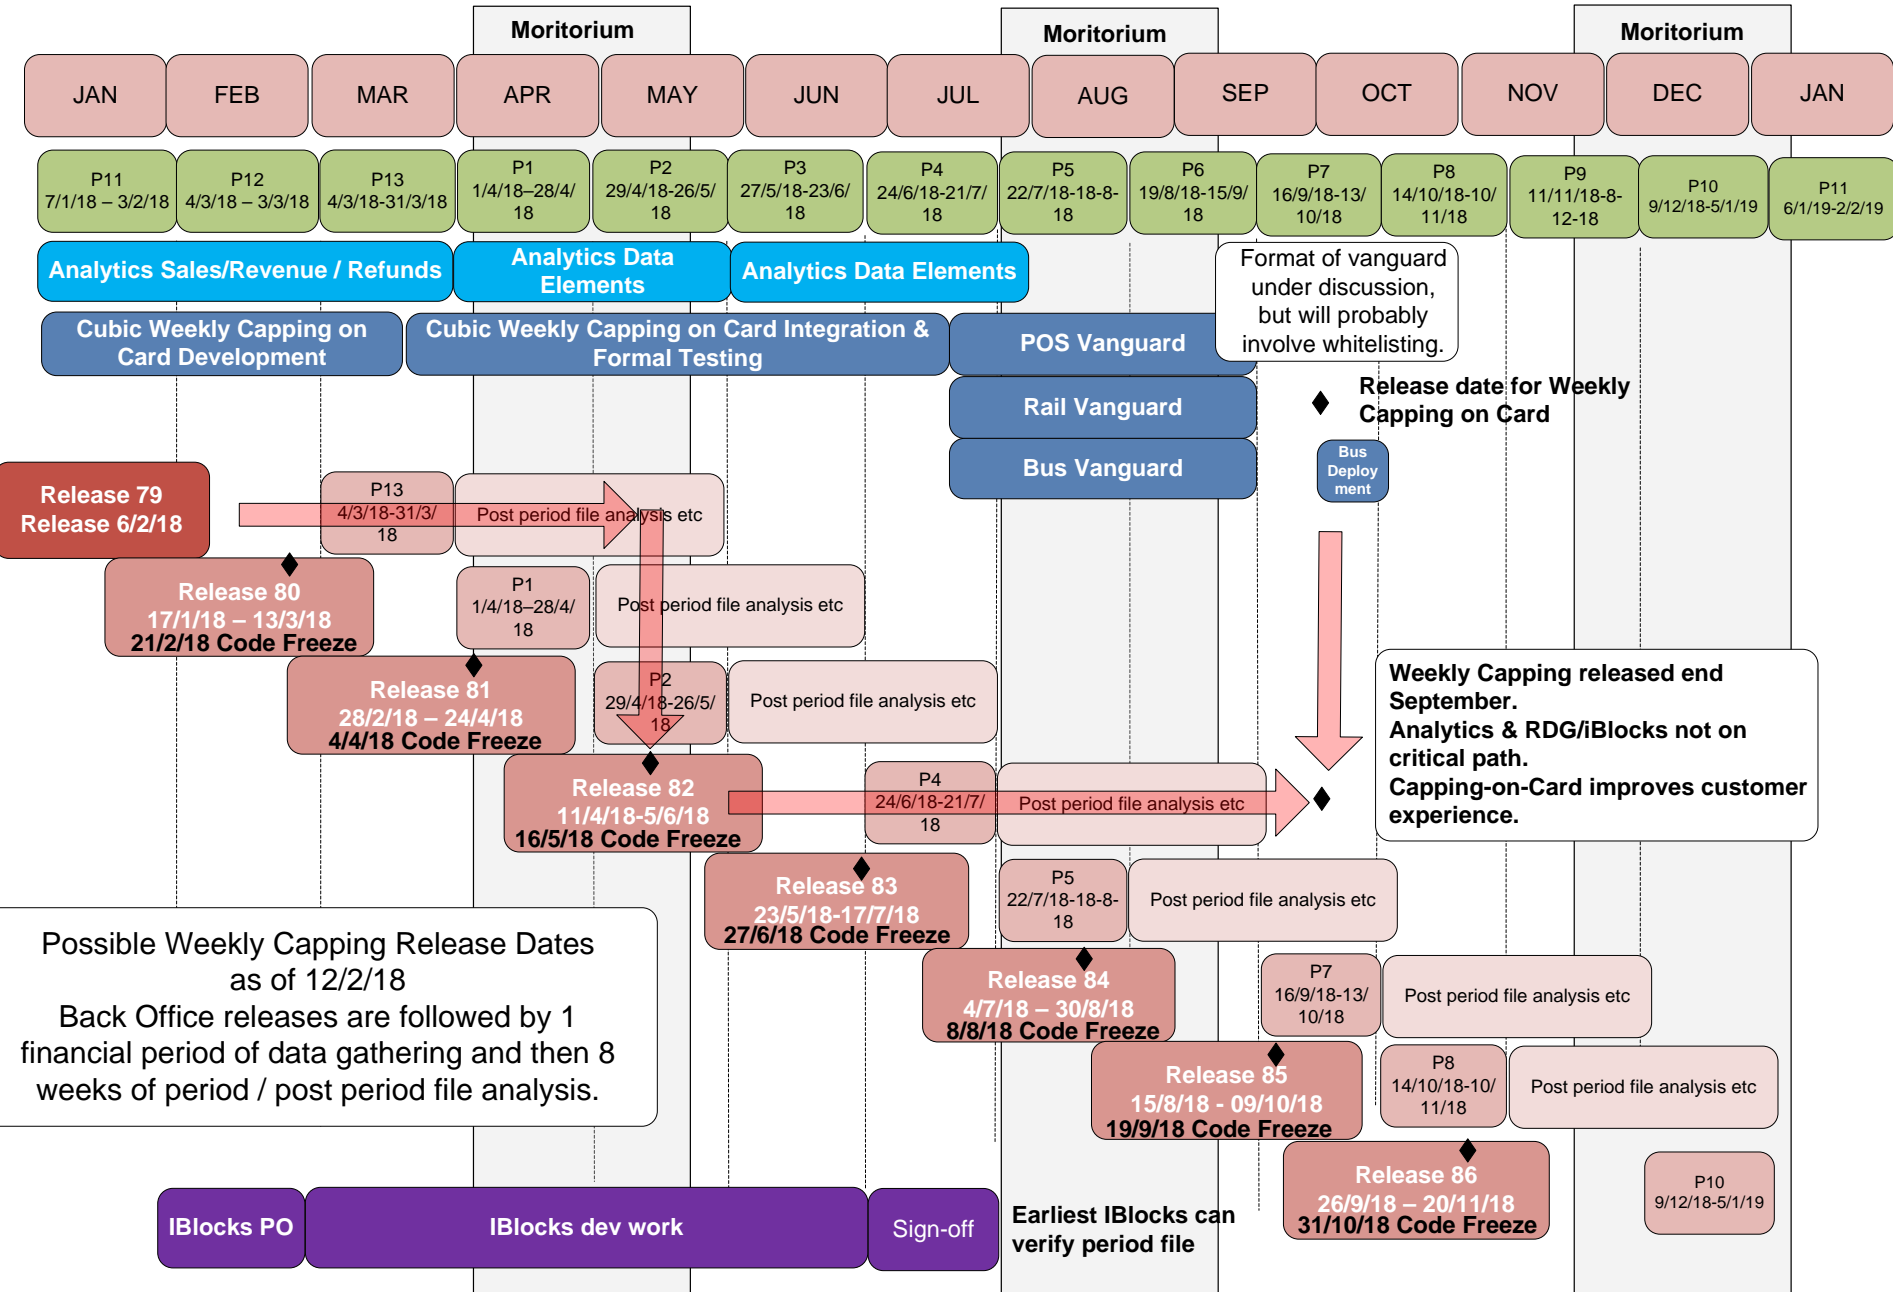 Moritorium
Moritorium
Moritorium
JAN
FEB
MAR
APR
MAY
JUN
JUL
AUG
SEP
OCT
NOV
DEC
JAN
P11
7/1/18 – 3/2/18
P12
4/3/18 – 3/3/18
P13
4/3/18-31/3/18
P1
1/4/18–28/4/
18
P2
29/4/18-26/5/
18
P3
27/5/18-23/6/
18
P4
24/6/18-21/7/
18
P5
22/7/18-18-8-
18
P6
19/8/18-15/9/
18
P7
16/9/18-13/
10/18
P8
14/10/18-10/
11/18
P9
11/11/18-8-
12-18
P10
9/12/18-5/1/19
P11
6/1/19-2/2/19
Analytics Sales/Revenue / Refunds
Analytics Data
Elements
Analytics Data Elements
Format of vanguard
under discussion,
but will probably
involve whitelisting.
Cubic Weekly Capping on
Card Development
Cubic Weekly Capping on Card Integration &
Formal Testing
POS Vanguard
Rail Vanguard
Bus Vanguard
Release date for Weekly
Capping on Card
Bus
Deploy
ment
Release 79
Release 6/2/18
P13
4/3/18-31/3/
18
Post period file analysis etc
Release 80
17/1/18 – 13/3/18
21/2/18 Code Freeze
P1
1/4/18–28/4/
18
Post period file analysis etc
Release 81
28/2/18 – 24/4/18
4/4/18 Code Freeze
P2
29/4/18-26/5/
18
Post period file analysis etc
Weekly Capping released end
September.
Analytics & RDG/iBlocks not on
critical path.
Capping-on-Card improves customer
experience.
Release 82
11/4/18-5/6/18
16/5/18 Code Freeze
P4
24/6/18-21/7/
18
Post period file analysis etc
Release 83
23/5/18-17/7/18
27/6/18 Code Freeze
P5
22/7/18-18-8-
18
Post period file analysis etc
Possible Weekly Capping Release Dates
as of 12/2/18
Back Office releases are followed by 1
financial period of data gathering and then 8
weeks of period / post period file analysis.
Release 84
4/7/18 – 30/8/18
8/8/18 Code Freeze
P7
16/9/18-13/
10/18
Post period file analysis etc
Release 85
15/8/18 - 09/10/18
19/9/18 Code Freeze
P8
14/10/18-10/
11/18
Post period file analysis etc
Release 86
26/9/18 – 20/11/18
31/10/18 Code Freeze
P10
9/12/18-5/1/19
IBlocks PO
IBlocks dev work
Sign-off
Earliest IBlocks can
verify period file